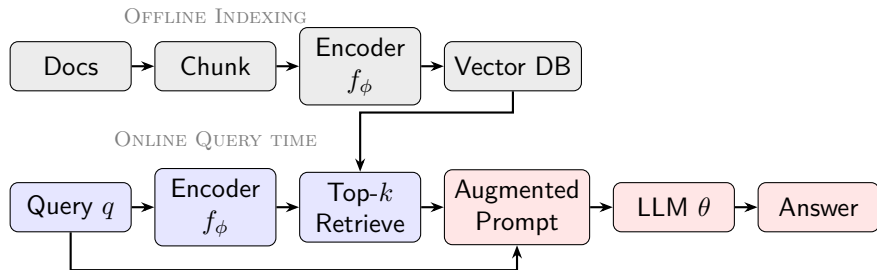 OFFLINE INDEXING
Docs
Chunk
Encoder
f_ϕ
Vector DB
ONLINE QUERY TIME
Query q
Encoder
f_ϕ
Top-k
Retrieve
Augmented
Prompt
LLM θ
Answer